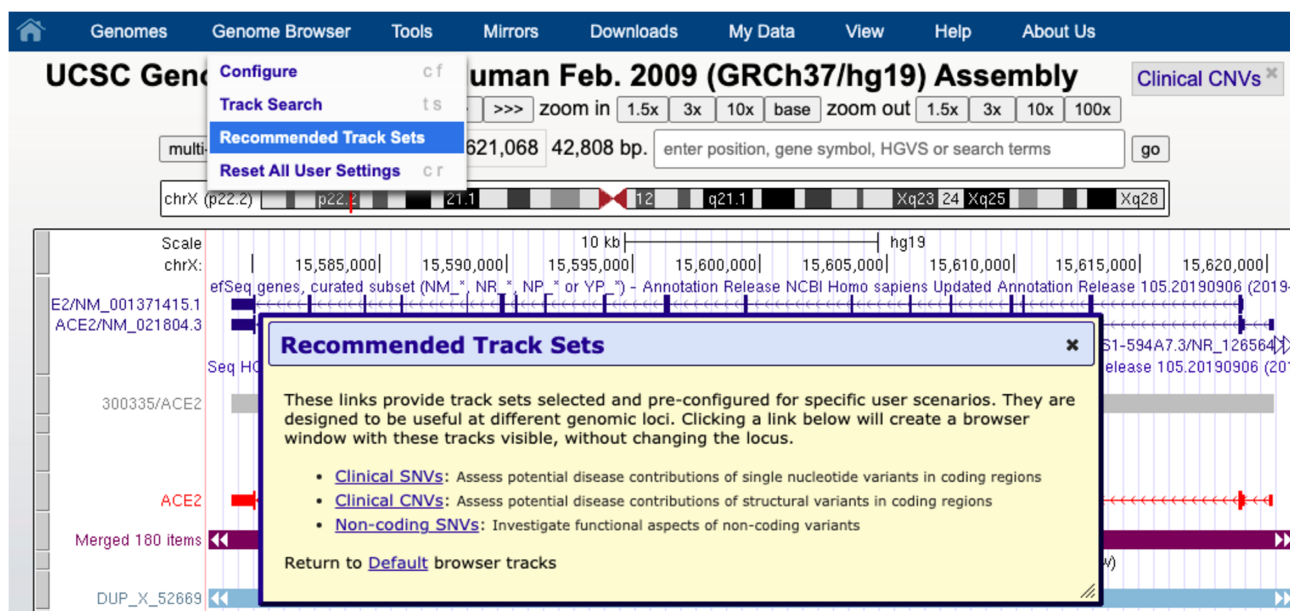 Genomes Genome Browser Tools Mirrors Downloads My Data View Help About Us
UCSC Geno uman Feb. 2009 (GRCh37/hg19) Assembly
Clinical CNVs ×
Configure c f
Track Search t s
Recommended Track Sets
Reset All User Settings c r
>>> zoom in 1.5x 3x 10x base zoom out 1.5x 3x 10x 100x
multi- 621,068 42,808 bp. enter position, gene symbol, HGVS or search terms go
chrX (p22.2) p22.2 21.1 12 q21.1 Xq23 24 Xq25 Xq28
Scale 10 kb hg19
chrX: 15,585,000 15,590,000 15,595,000 15,600,000 15,605,000 15,610,000 15,615,000 15,620,000
efSeq genes, curated subset (NM_*, NR_*, NP_* or YP_*) - Annotation Release NCBI Homo sapiens Updated Annotation Release 105.20190906 (2019-
E2/NM_001371415.1
ACE2/NM_021804.3
S1-594A7.3/NR_126564
Seq HG elease 105.20190906 (201
300335/ACE2
ACE2
Merged 180 items
DUP_X_52669
Recommended Track Sets ✖
These links provide track sets selected and pre-configured for specific user scenarios. They are
designed to be useful at different genomic loci. Clicking a link below will create a browser
window with these tracks visible, without changing the locus.
• Clinical SNVs: Assess potential disease contributions of single nucleotide variants in coding regions
• Clinical CNVs: Assess potential disease contributions of structural variants in coding regions
• Non-coding SNVs: Investigate functional aspects of non-coding variants
Return to Default browser tracks